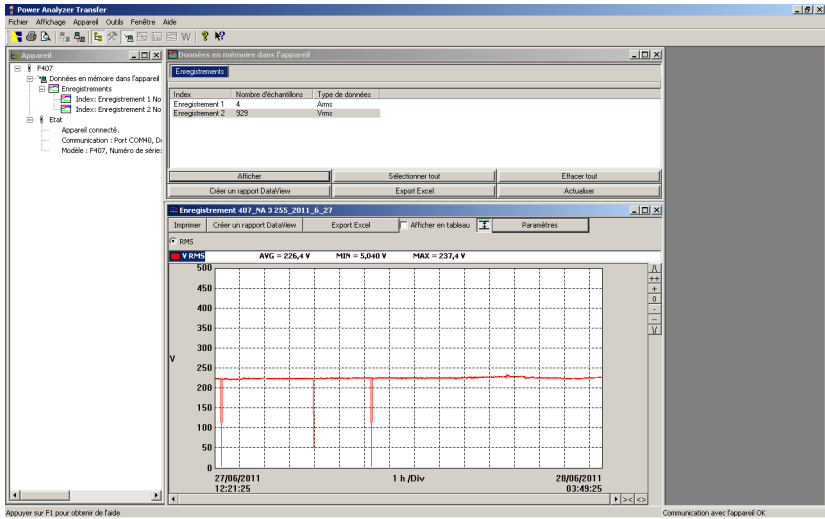 Power Analyzer Transfer
Fichier Affichage Appareil Outils Fenêtre Aide
Appareil
F407
Données en mémoire dans l'appareil
Enregistrements
Index: Enregistrement 1 No
Index: Enregistrement 2 No
Etat
Appareil connecté.
Communication : Port COM40, D
Modèle : F407, Numéro de série:
Données en mémoire dans l'appareil
Enregistrements
Index Nombre d'échantillons Type de données
Enregistrement 1 4 Arms
Enregistrement 2 929 Vrms
Afficher Sélectionner tout Effacer tout
Créer un rapport DataView Export Excel Actualiser
Enregistrement 407_NA 3 255_2011_6_27
Imprimer Créer un rapport DataView Export Excel Afficher en tableau Paramètres
RMS
V RMS AVG = 226,4 V MIN = 5,040 V MAX = 237,4 V
500
450
400
350
300
V
250
200
150
100
50
0
++
+
0
-
--
27/06/2011 1 h /Div 28/06/2011
12:21:25 03:49:25
>< <>
Appuyer sur F1 pour obtenir de l'aide Communication avec l'appareil OK